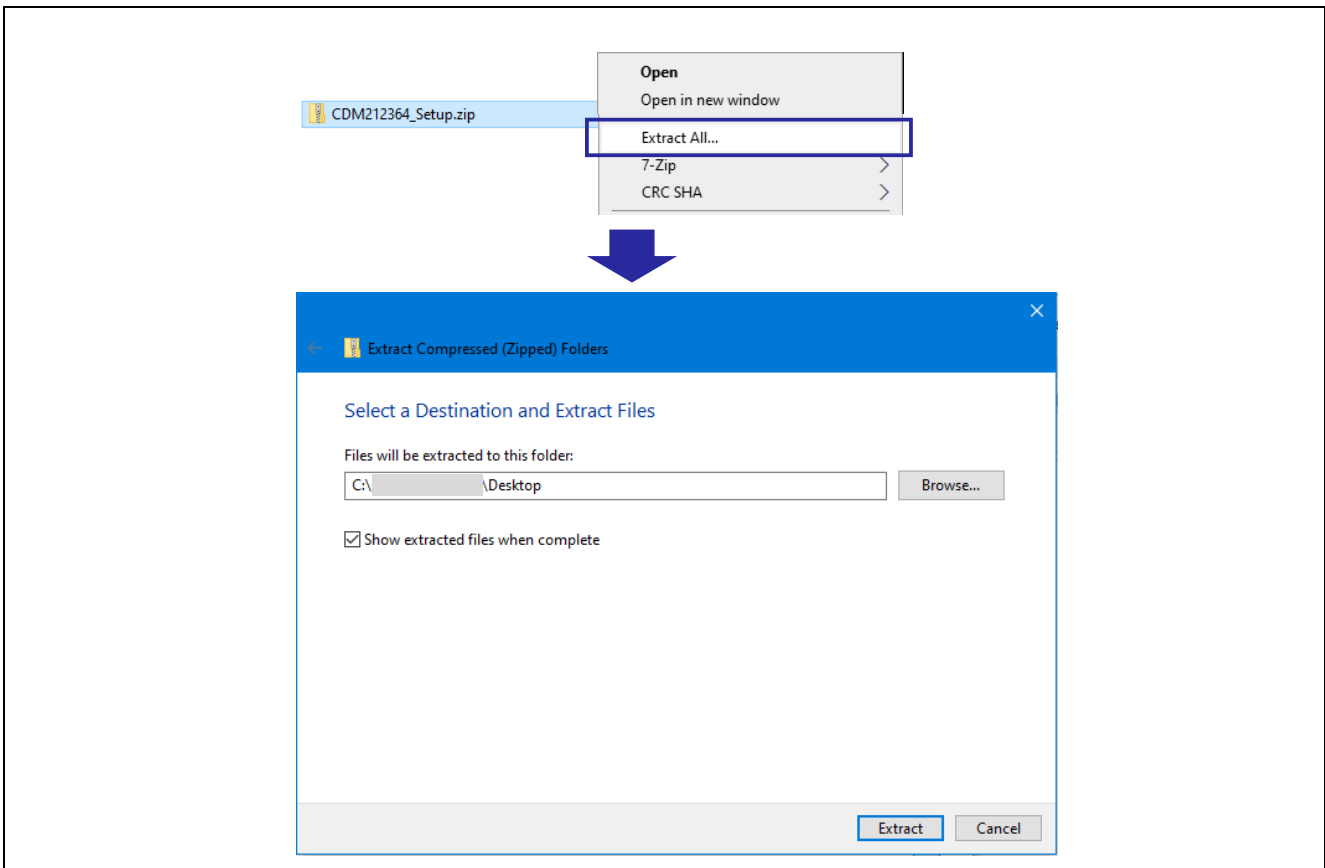 Open
Open in new window
CDM212364_Setup.zip
Extract All...
7-Zip
CRC SHA
Extract Compressed (Zipped) Folders
Select a Destination and Extract Files
Files will be extracted to this folder:
C:\ \Desktop
Browse...
Show extracted files when complete
Extract Cancel